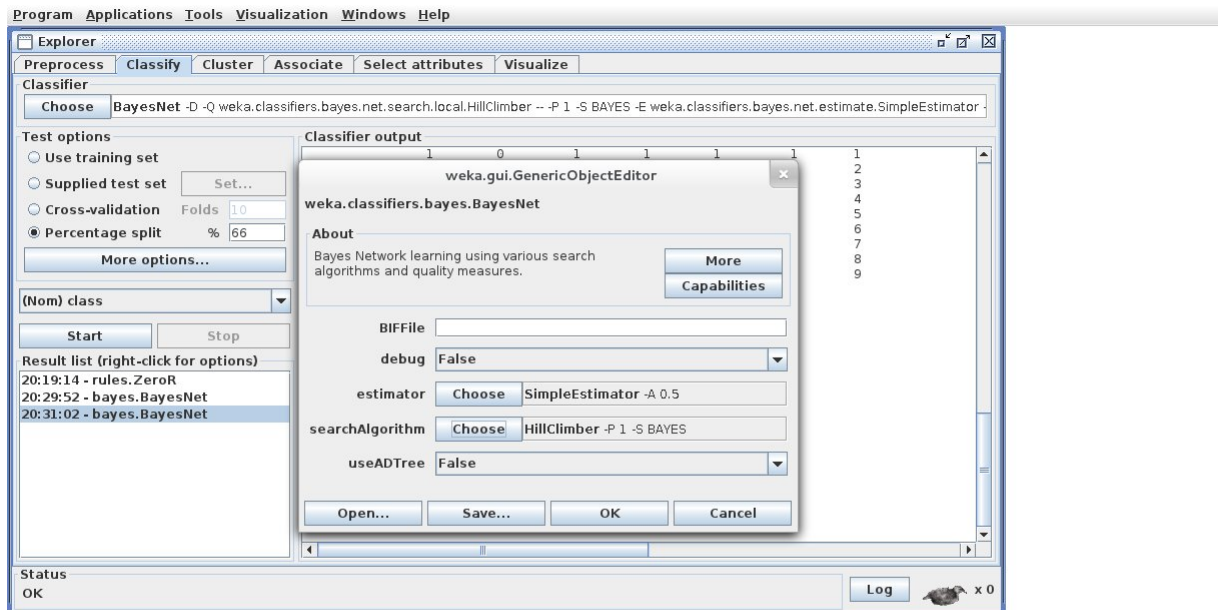 Program Applications Tools Visualization Windows Help
Explorer
Preprocess Classify Cluster Associate Select attributes Visualize
Classifier
Choose BayesNet -D -Q weka.classifiers.bayes.net.search.local.HillClimber -- -P 1 -S BAYES -E weka.classifiers.bayes.net.estimate.SimpleEstimator -
Test options
Use training set
Supplied test set Set...
Cross-validation Folds 10
Percentage split % 66
More options...
(Nom) class
Start Stop
Result list (right-click for options)
20:19:14 - rules.ZeroR
20:29:52 - bayes.BayesNet
20:31:02 - bayes.BayesNet
Classifier output
1 0 1 1 1 1 1
2
3
4
5
6
7
8
9
weka.gui.GenericObjectEditor
weka.classifiers.bayes.BayesNet
About
Bayes Network learning using various search
algorithms and quality measures.
More
Capabilities
BIFFile
debug False
estimator Choose SimpleEstimator -A 0.5
searchAlgorithm Choose HillClimber -P 1 -S BAYES
useADTree False
Open... Save... OK Cancel
Status
OK
Log x 0